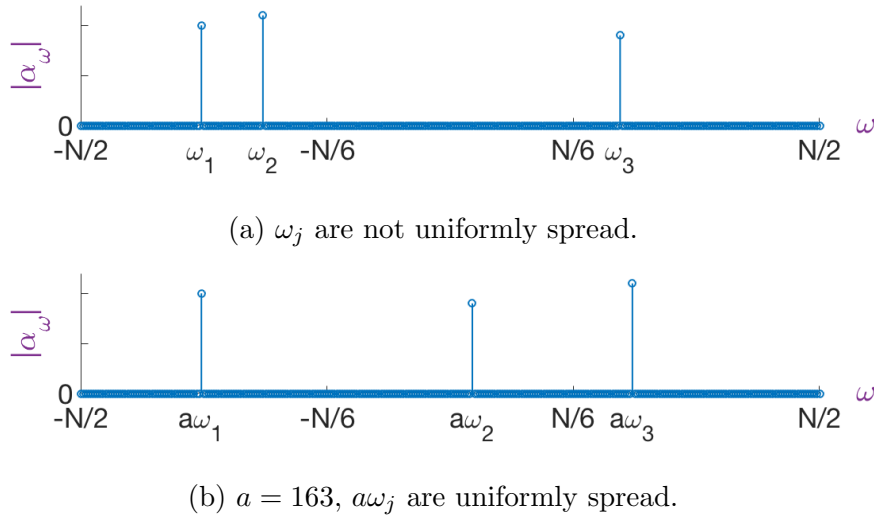 |α_ω|
0
-N/2 ω_1 ω_2 -N/6 N/6 ω_3 N/2 ω
(a) ω_j are not uniformly spread.
|α_ω|
0
-N/2 aω_1 -N/6 aω_2 N/6 aω_3 N/2 ω
(b) a = 163, aω_j are uniformly spread.